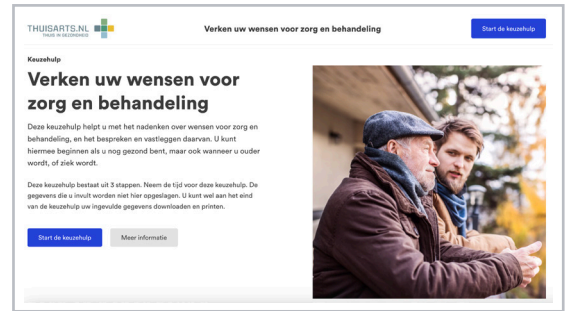 THUISARTS.NL
THUIS IN GEZONDHEID
Verken uw wensen voor zorg en behandeling
Start de keuzehulp
Keuzehulp
Verken uw wensen voor
zorg en behandeling
Deze keuzehulp helpt u met het nadenken over wensen voor zorg en
behandeling, en het bespreken en vastleggen daarvan. U kunt
hiermee beginnen als u nog gezond bent, maar ook wanneer u ouder
wordt, of ziek wordt.
Deze keuzehulp bestaat uit 3 stappen. Neem de tijd voor deze keuzehulp. De
gegevens die u invult worden niet hier opgeslagen. U kunt wel aan het eind
van de keuzehulp uw ingevulde gegevens downloaden en printen.
Start de keuzehulp
Meer informatie